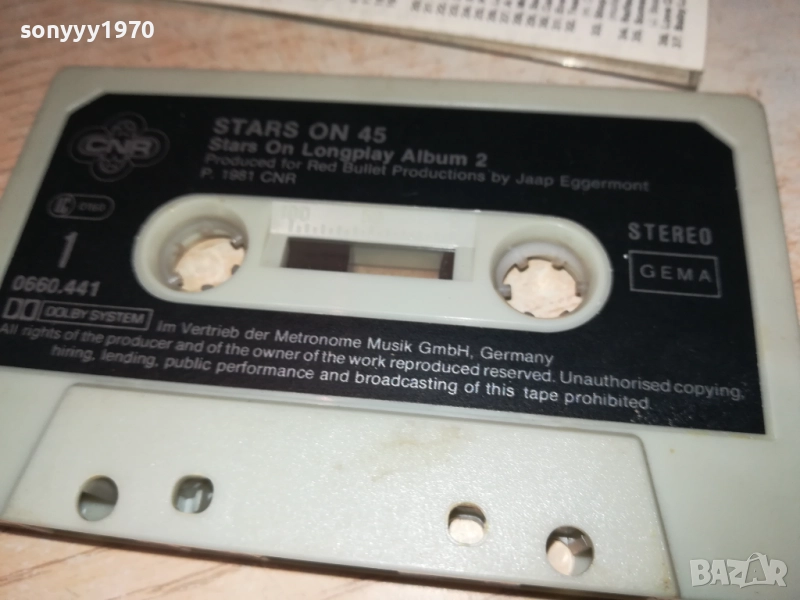 sonyyy1970
CNR
STARS ON 45
Stars On Longplay Album 2
Produced for Red Bullet Productions by Jaap Eggermont
P. 1981 CNR
1
0660.441
STEREO
GEMA
100 50
DOLBY SYSTEM
Im Vertrieb der Metronome Musik GmbH, Germany
All rights of the producer and of the owner of the work reproduced reserved. Unauthorised copying,
hiring, lending, public performance and broadcasting of this tape prohibited.
BAZAR